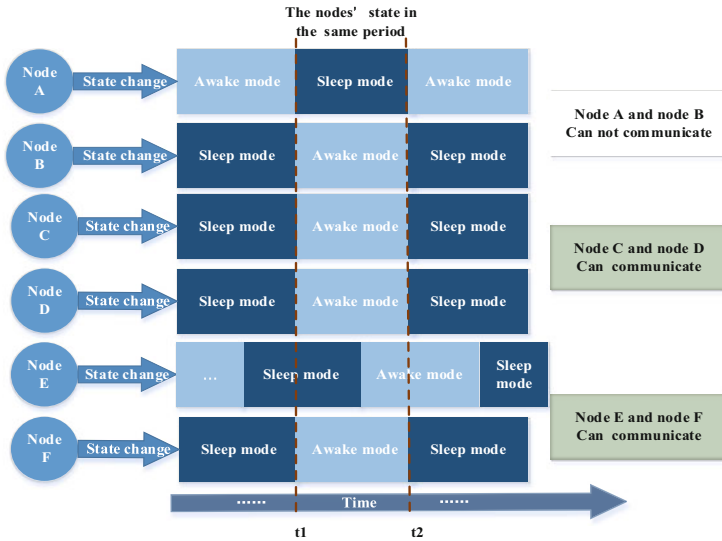 The nodes' state in
the same period
Node
A
State change
Awake mode
Sleep mode
Awake mode
Node A and node B
Can not communicate
Node
B
State change
Sleep mode
Awake mode
Sleep mode
Node
C
State change
Sleep mode
Awake mode
Sleep mode
Node C and node D
Can communicate
Node
D
State change
Sleep mode
Awake mode
Sleep mode
Node
E
State change
...
Sleep mode
Awake mode
Sleep
mode
Node E and node F
Can communicate
Node
F
State change
Sleep mode
Awake mode
Sleep mode
...... Time ......
t1
t2